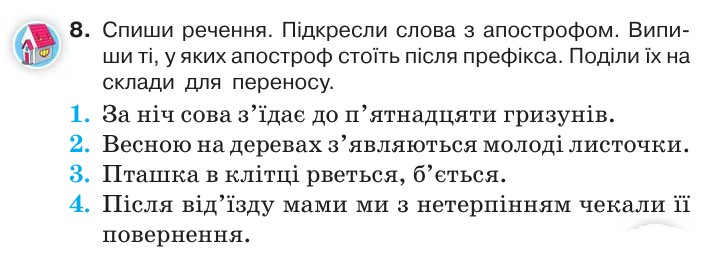 8. Спиши речення. Підкресли слова з апострофом. Випи-
ши ті, у яких апостроф стоїть після префікса. Поділи їх на
склади для переносу.
1. За ніч сова з’їдає до п’ятнадцяти гризунів.
2. Весною на деревах з’являються молоді листочки.
3. Пташка в клітці рветься, б’ється.
4. Після від’їзду мами ми з нетерпінням чекали її
повернення.